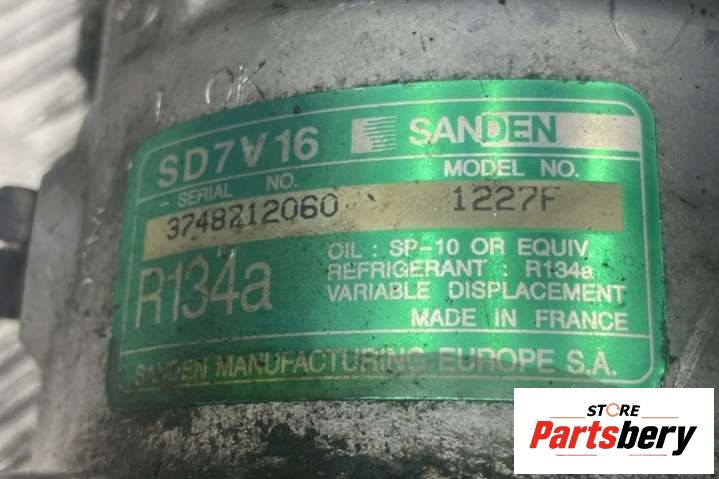 OK
SD7V16 SANDEN
- SERIAL NO. MODEL NO.
3748712060 1227F
R134a
OIL : SP-10 OR EQUIV
REFRIGERANT : R134a
VARIABLE DISPLACEMENT
MADE IN FRANCE
SANDEN MANUFACTURING EUROPE S.A.
STORE
Partsbery